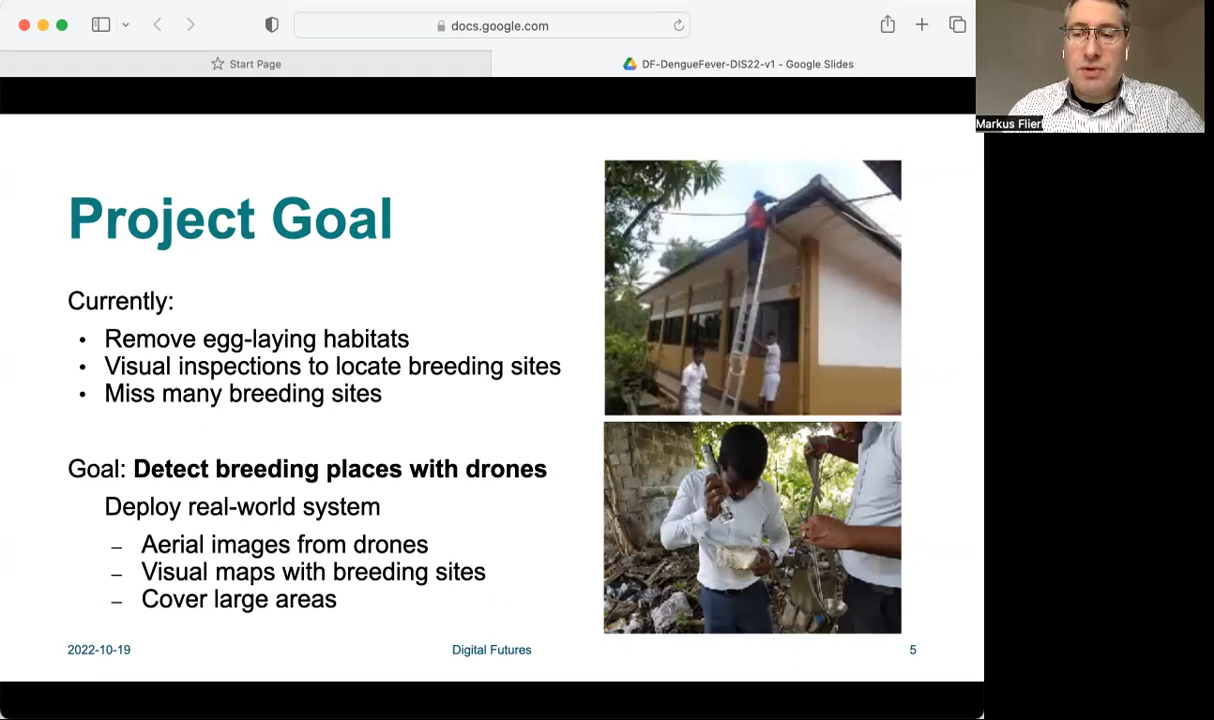 docs.google.com
Start Page
DF-DengueFever-DIS22-v1 - Google Slides
Markus Flierl
Project Goal
Currently:
• Remove egg-laying habitats
• Visual inspections to locate breeding sites
• Miss many breeding sites
Goal: Detect breeding places with drones
Deploy real-world system
– Aerial images from drones
– Visual maps with breeding sites
– Cover large areas
2022-10-19
Digital Futures
5